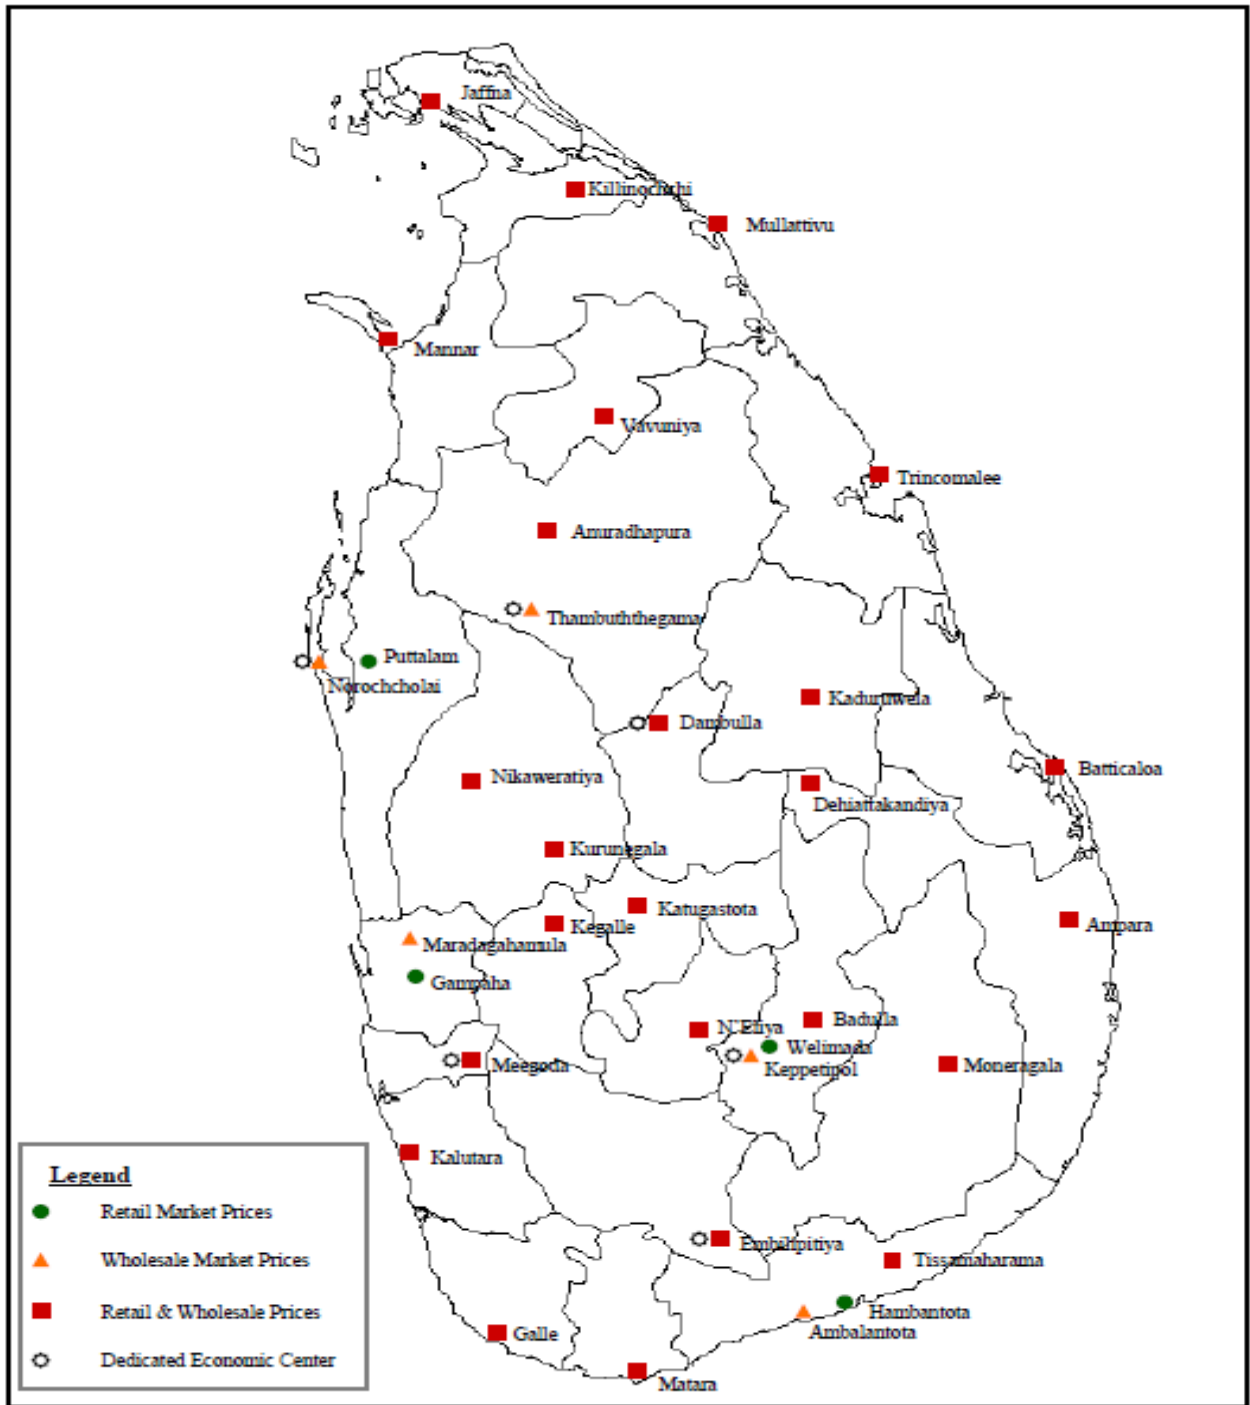 Jaffna
Killinochchi
Mullattivu
Mannar
Vavuniya
Trincomalee
Anuradhapura
Thambuththegama
Puttalam
Norochcholai
Kaduruwela
Dambulla
Batticaloa
Nikaweratiya
Dehiattakandiya
Kurunegala
Katugastota
Kegalle
Ampara
Maradagahamula
Gampaha
N'Eliya
Badulla
Welimada
Keppetipol
Meegoda
Moneragala
Kalutara
Embilipitiya
Tissamaharama
Hambantota
Ambalantota
Galle
Matara
Legend
Retail Market Prices
Wholesale Market Prices
Retail & Wholesale Prices
Dedicated Economic Center